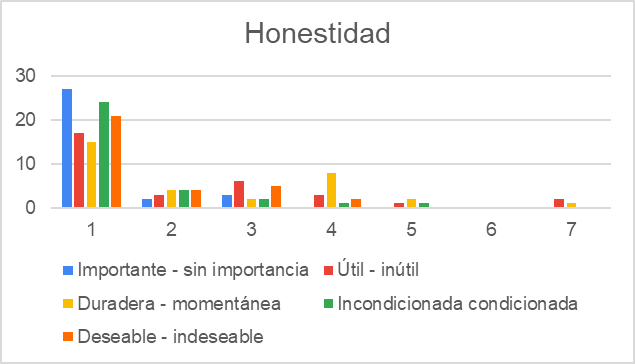 Honestidad
30
20
10
0
1 2 3 4 5 6 7
Importante - sin importancia Útil - inútil
Duradera - momentánea Incondicionada condicionada
Deseable - indeseable